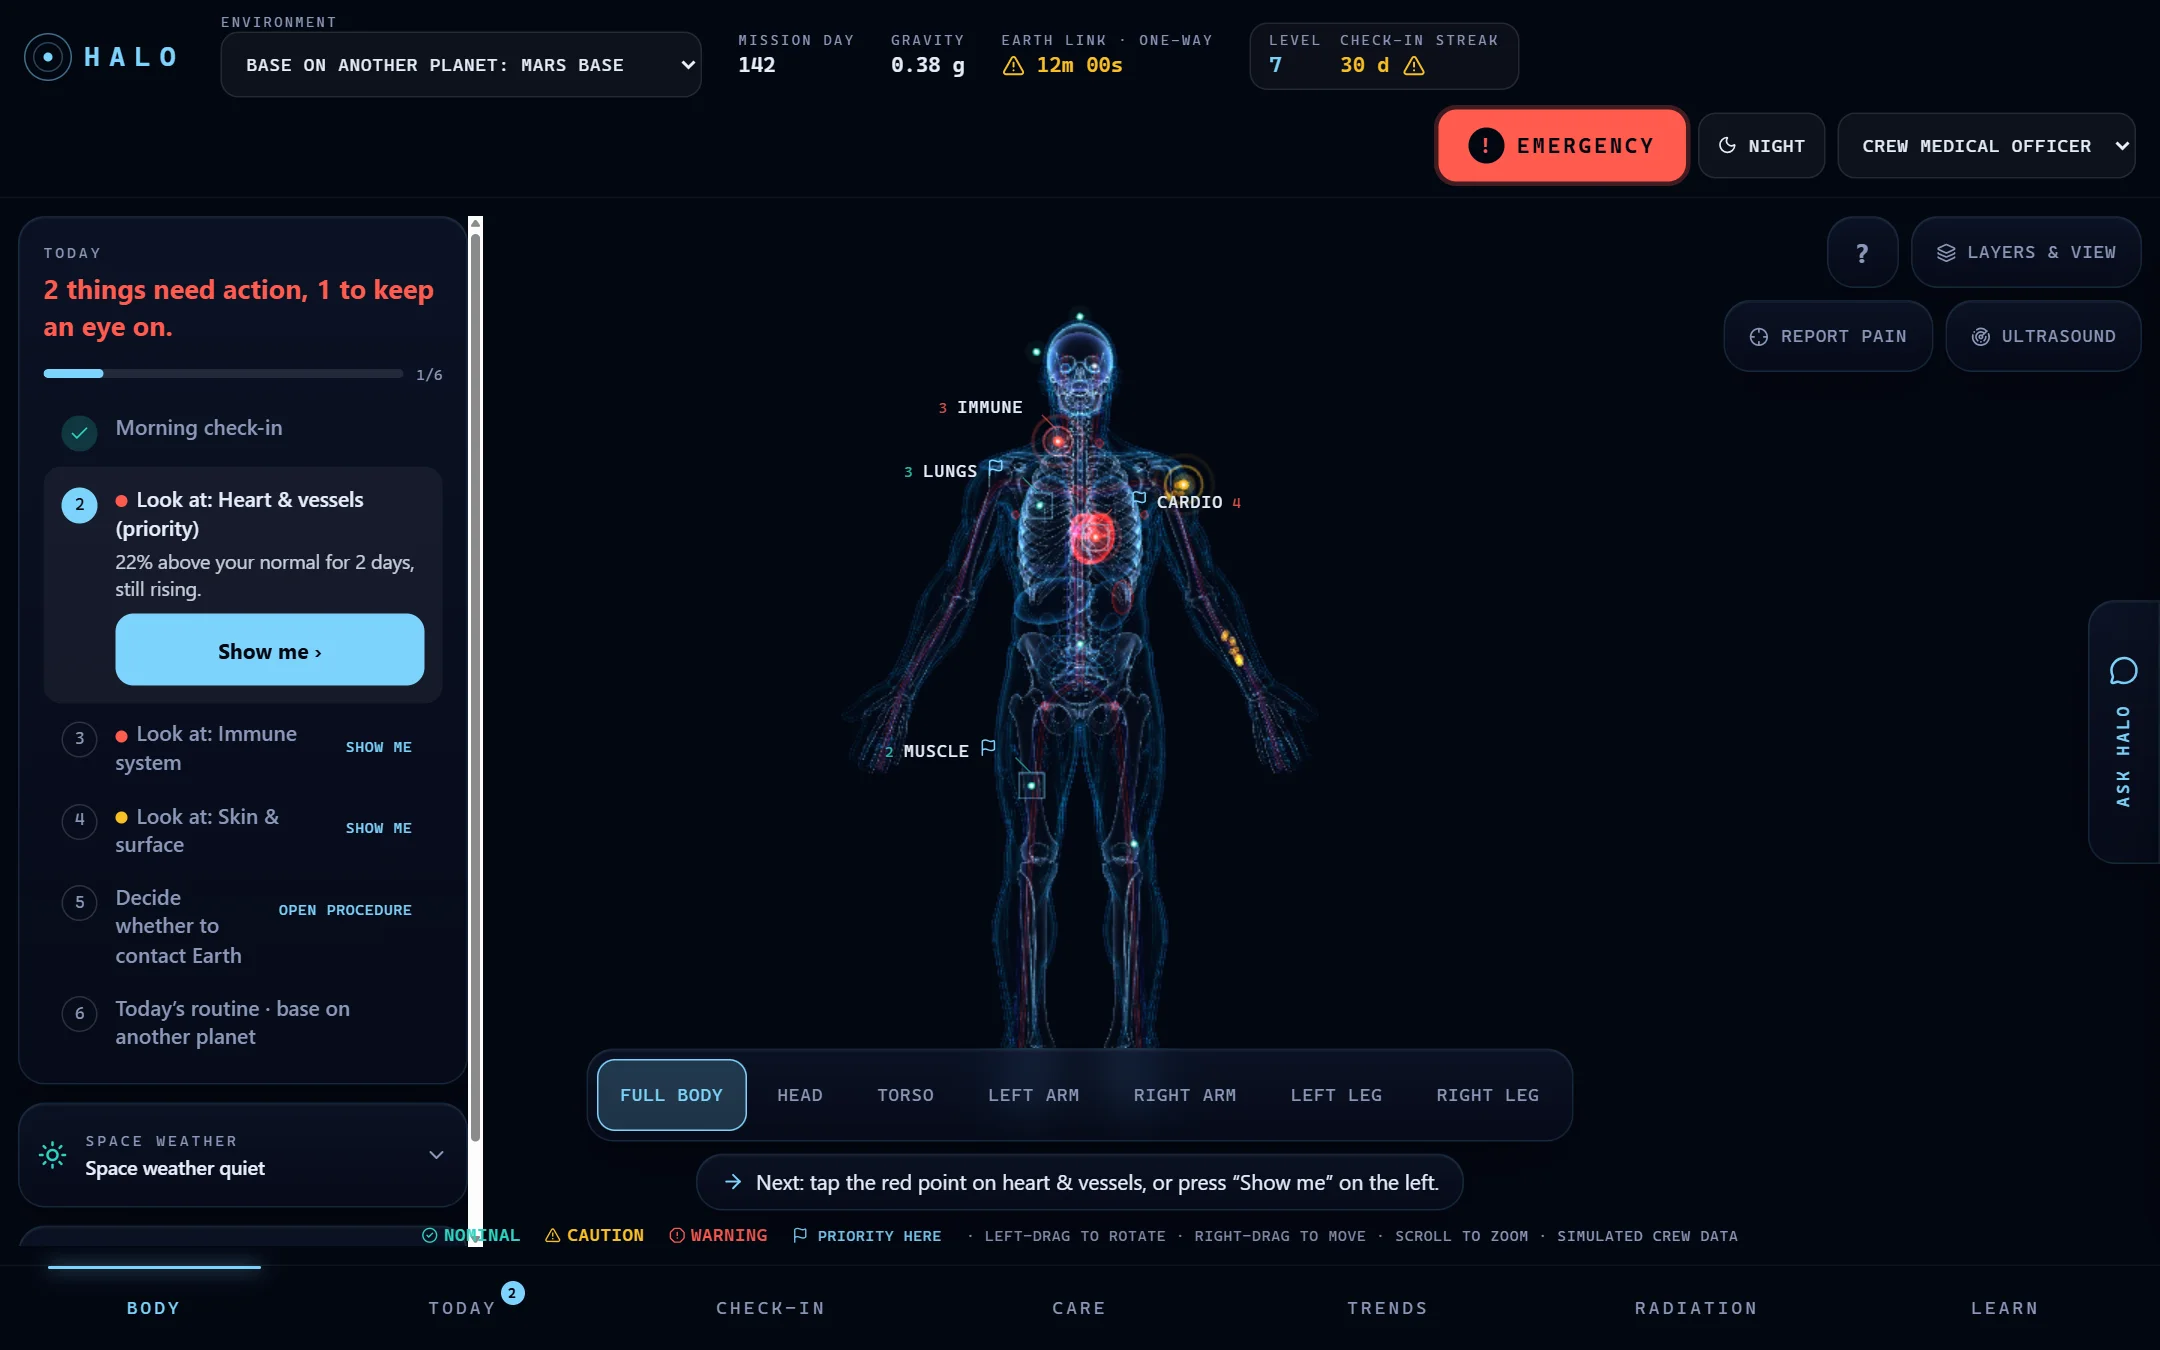 HALO
ENVIRONMENT
BASE ON ANOTHER PLANET: MARS BASE
MISSION DAY
142
GRAVITY
0.38 g
EARTH LINK · ONE-WAY
12m 00s
LEVEL
7
CHECK-IN STREAK
30 d
! EMERGENCY
NIGHT
CREW MEDICAL OFFICER
TODAY
2 things need action, 1 to keep
an eye on.
1/6
Morning check-in
2
Look at: Heart & vessels
(priority)
22% above your normal for 2 days,
still rising.
Show me ›
3
Look at: Immune
system
SHOW ME
4
Look at: Skin &
surface
SHOW ME
5
Decide
whether to
contact Earth
OPEN PROCEDURE
6
Today's routine · base on
another planet
SPACE WEATHER
Space weather quiet
?
LAYERS & VIEW
REPORT PAIN
ULTRASOUND
3 IMMUNE
3 LUNGS
CARDIO 4
2 MUSCLE
ASK HALO
FULL BODY
HEAD
TORSO
LEFT ARM
RIGHT ARM
LEFT LEG
RIGHT LEG
Next: tap the red point on heart & vessels, or press “Show me” on the left.
NOMINAL
CAUTION
WARNING
PRIORITY HERE
· LEFT-DRAG TO ROTATE · RIGHT-DRAG TO MOVE · SCROLL TO ZOOM · SIMULATED CREW DATA
BODY
TODAY
2
CHECK-IN
CARE
TRENDS
RADIATION
LEARN